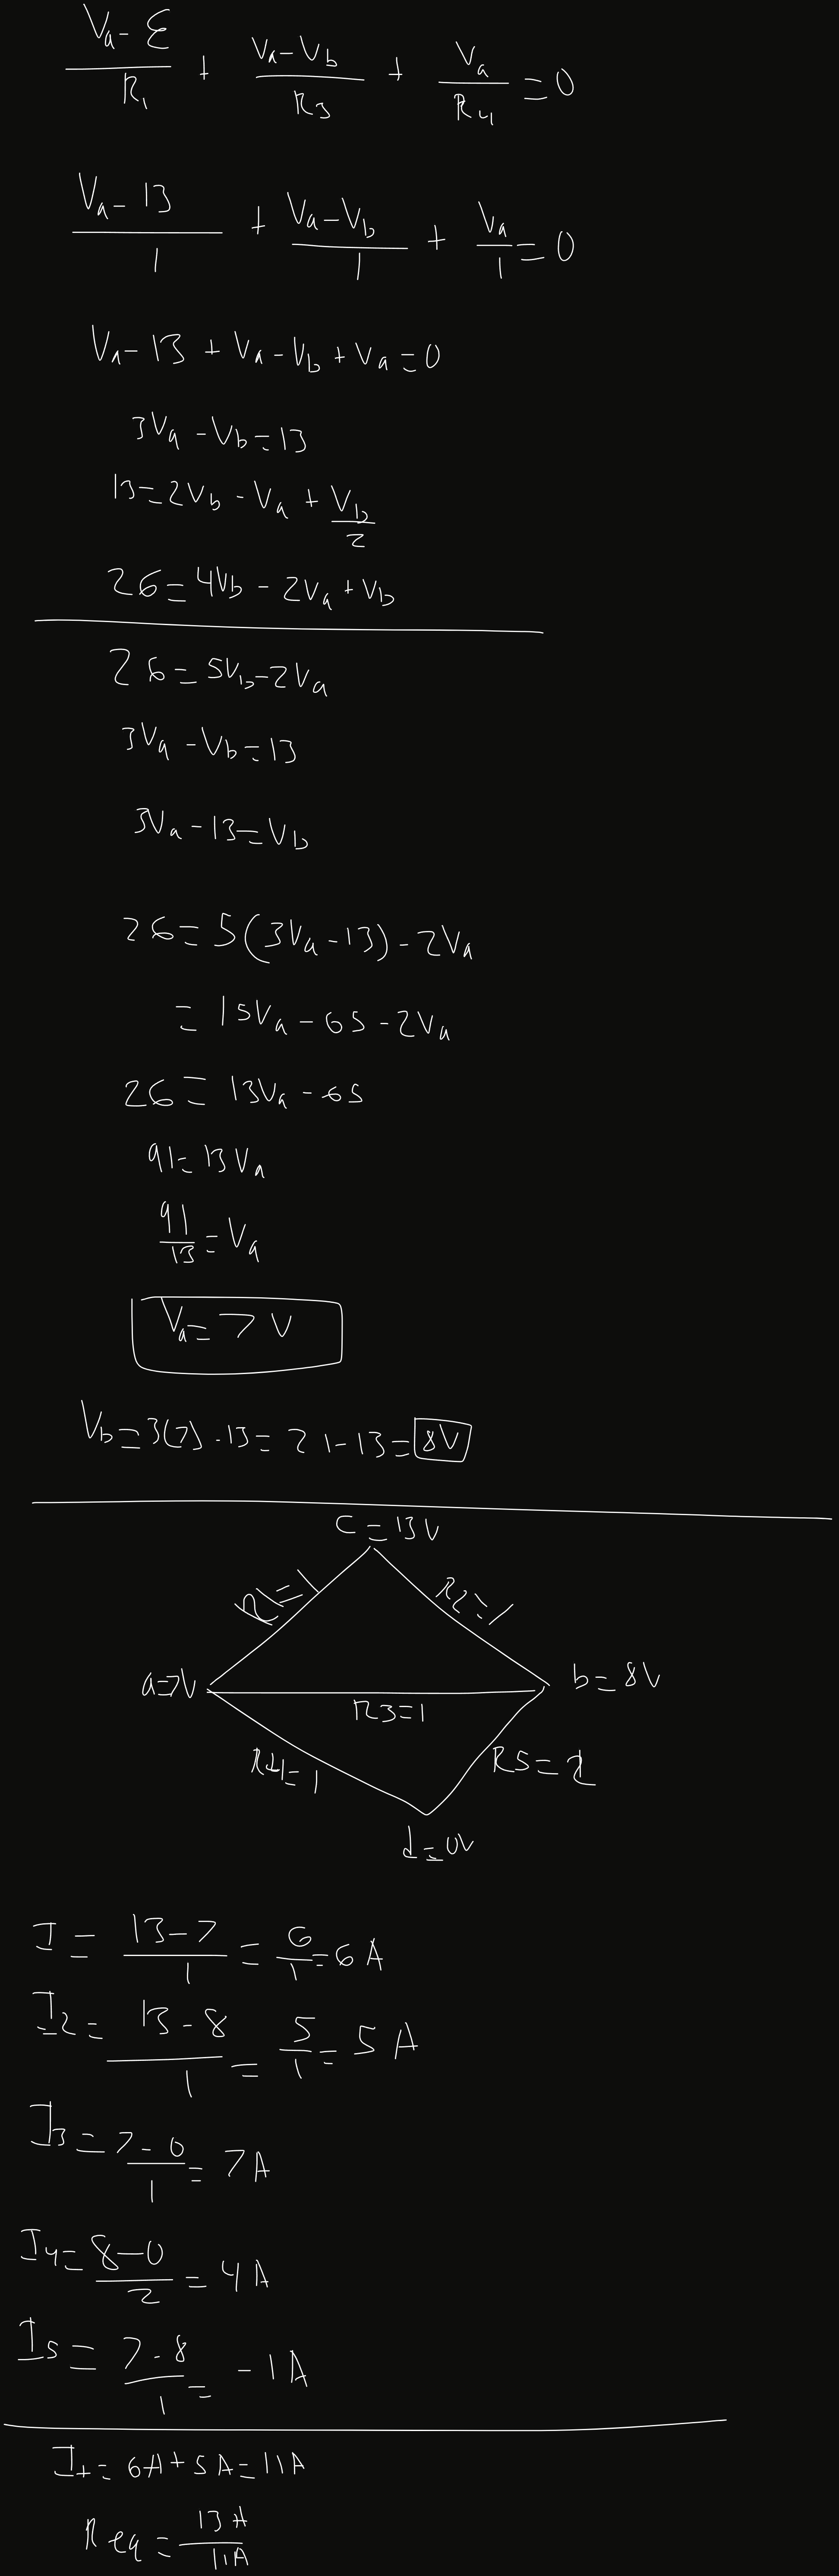 (Va - ε)/R1 + (Va - Vb)/R3 + Va/R4 = 0
(Va - 13)/1 + (Va - Vb)/1 + Va/1 = 0
Va - 13 + Va - Vb + Va = 0
3Va - Vb = 13
13 = 2Vb - Va + Vb/2
26 = 4Vb - 2Va + Vb
26 = 5Vb - 2Va
3Va - Vb = 13
3Va - 13 = Vb
26 = 5(3Va - 13) - 2Va
= 15Va - 65 - 2Va
26 = 13Va - 65
91 = 13Va
91/13 = Va
Va = 7 V
Vb = 3(7) - 13 = 21 - 13 = 8V
c = 13V
R1 = 1
R2 = 1
a = 7V
b = 8V
R3 = 1
R4 = 1
R5 = 2
d = 0V
I = (13 - 7)/1 = 6/1 = 6 A
I2 = (13 - 8)/1 = 5/1 = 5 A
I3 = (7 - 0)/1 = 7A
I4 = (8 - 0)/2 = 4A
I5 = (7 - 8)/1 = -1A
It = 6A + 5A = 11A
Req = 13A/11A